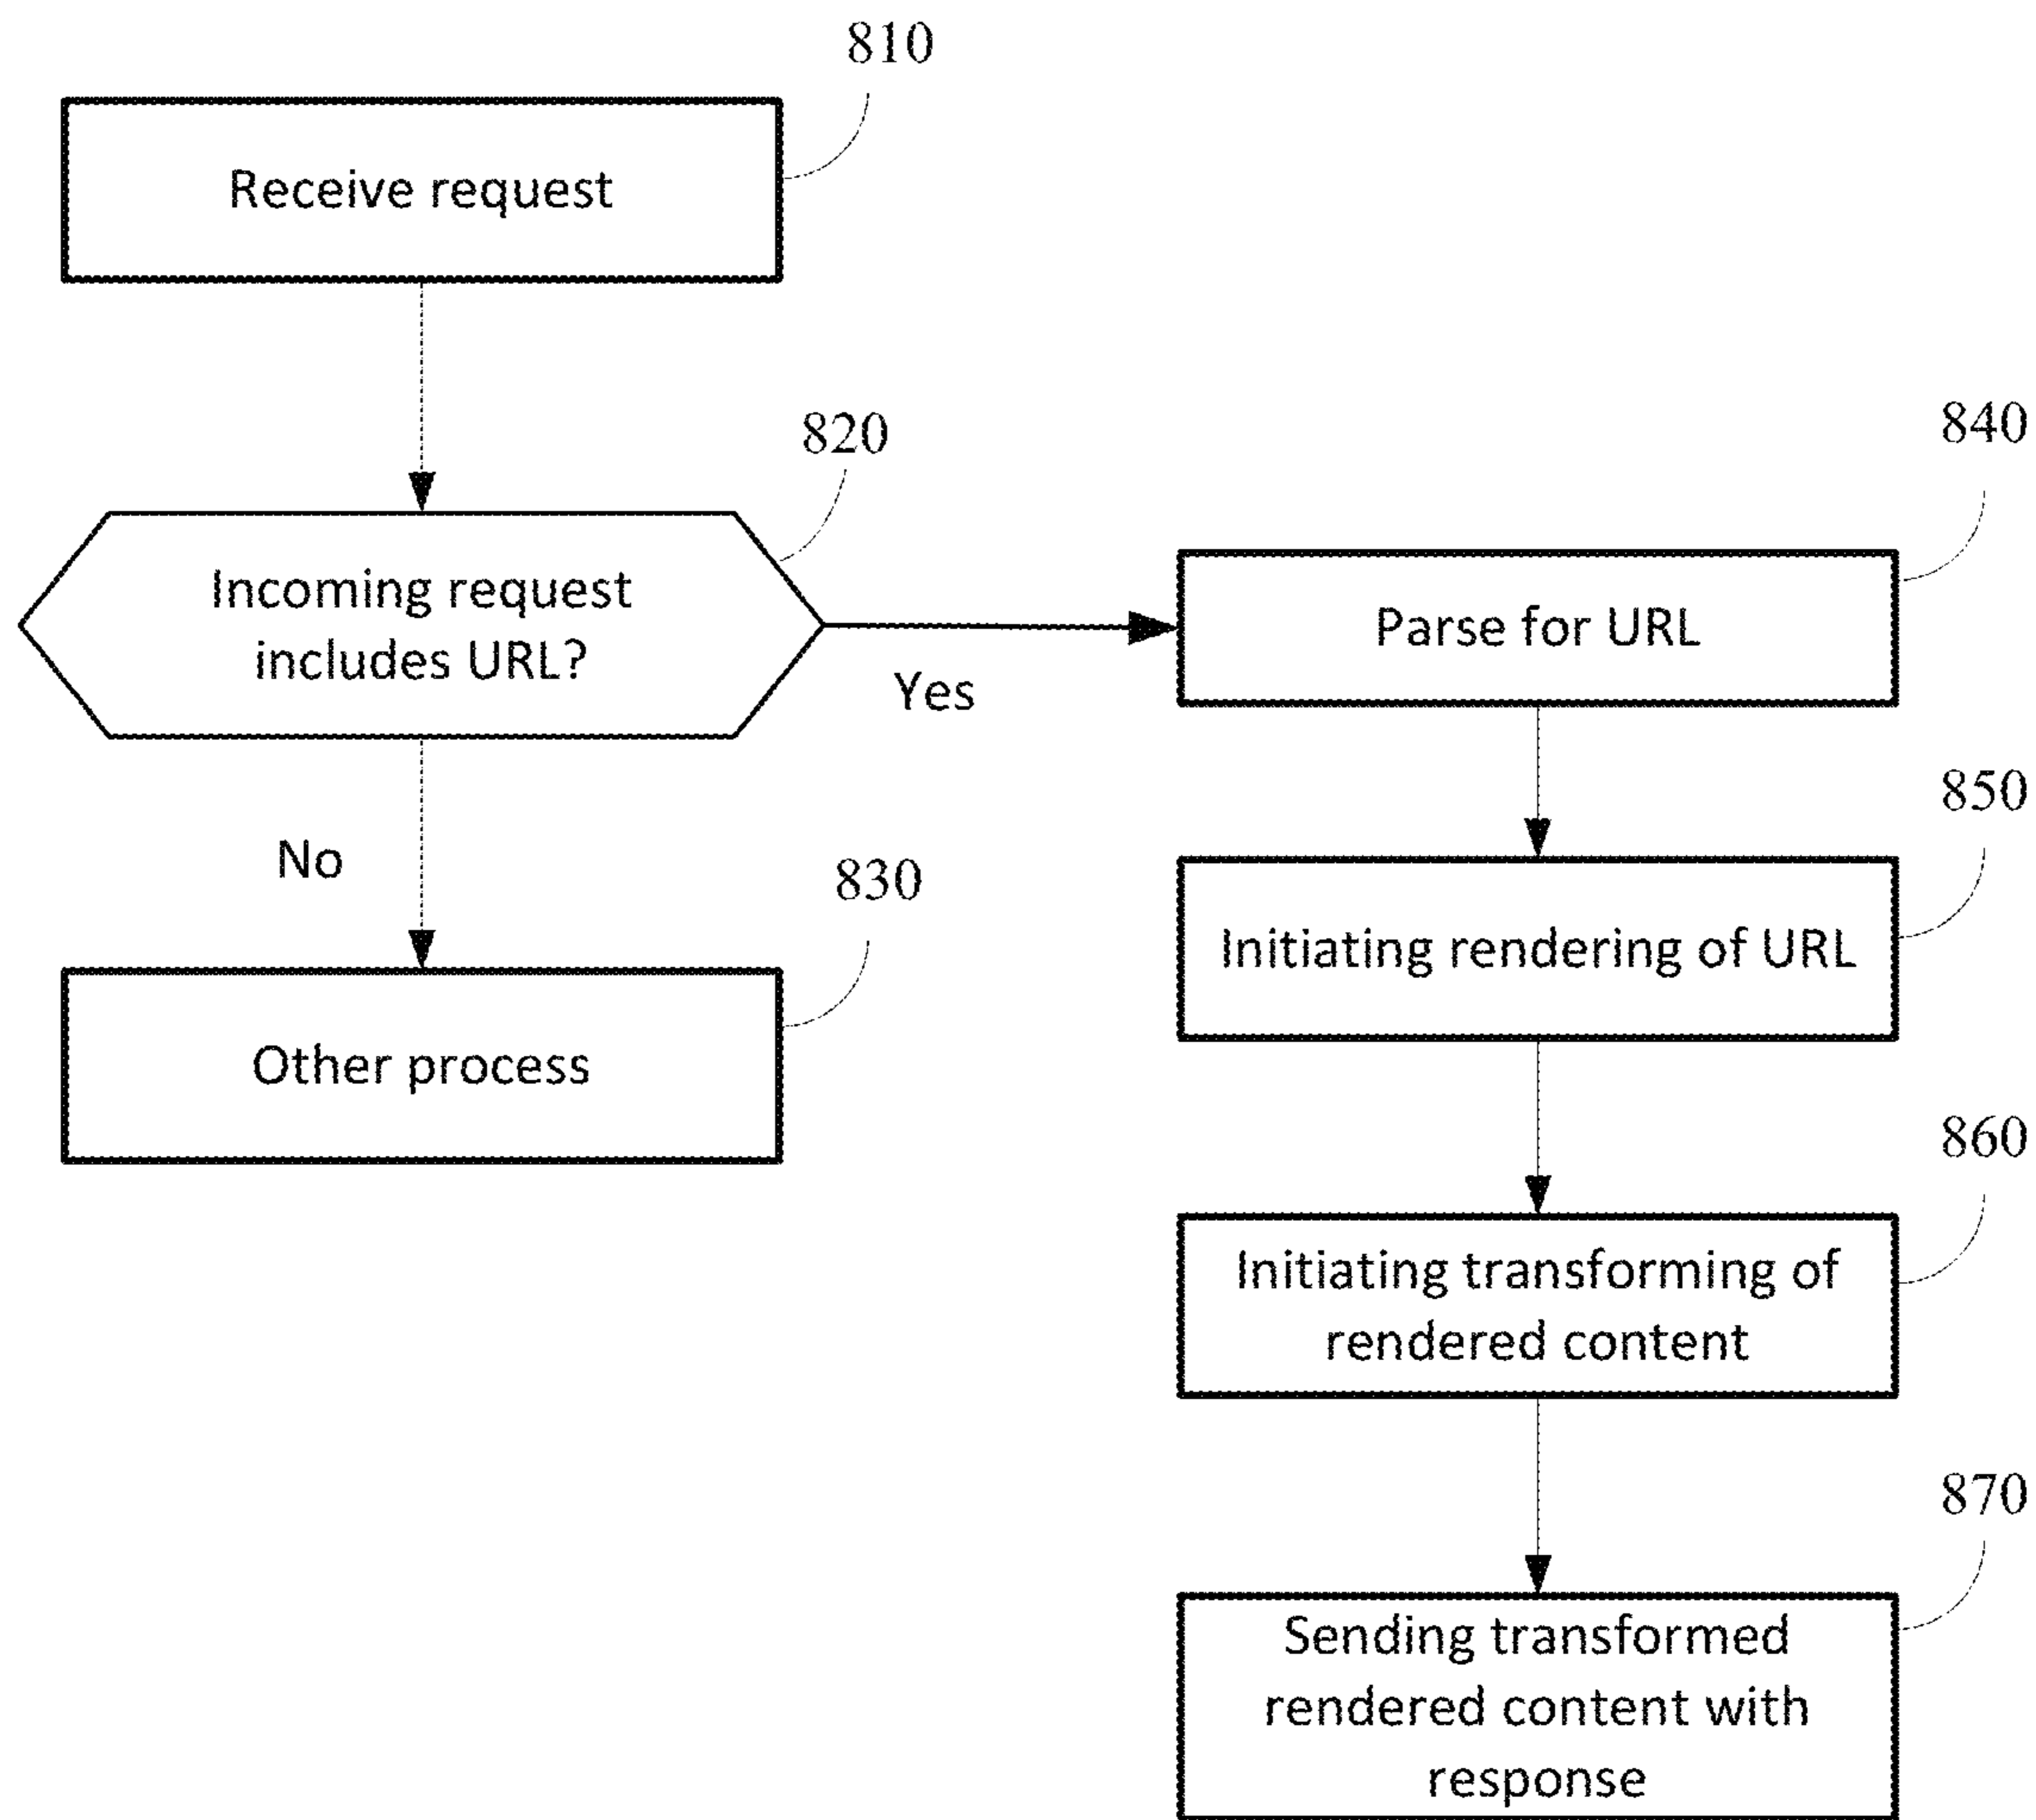 810
Receive request
820
Incoming request
includes URL?
Yes
No
830
Other process
840
Parse for URL
850
Initiating rendering of URL
860
Initiating transforming of
rendered content
870
Sending transformed
rendered content with
response